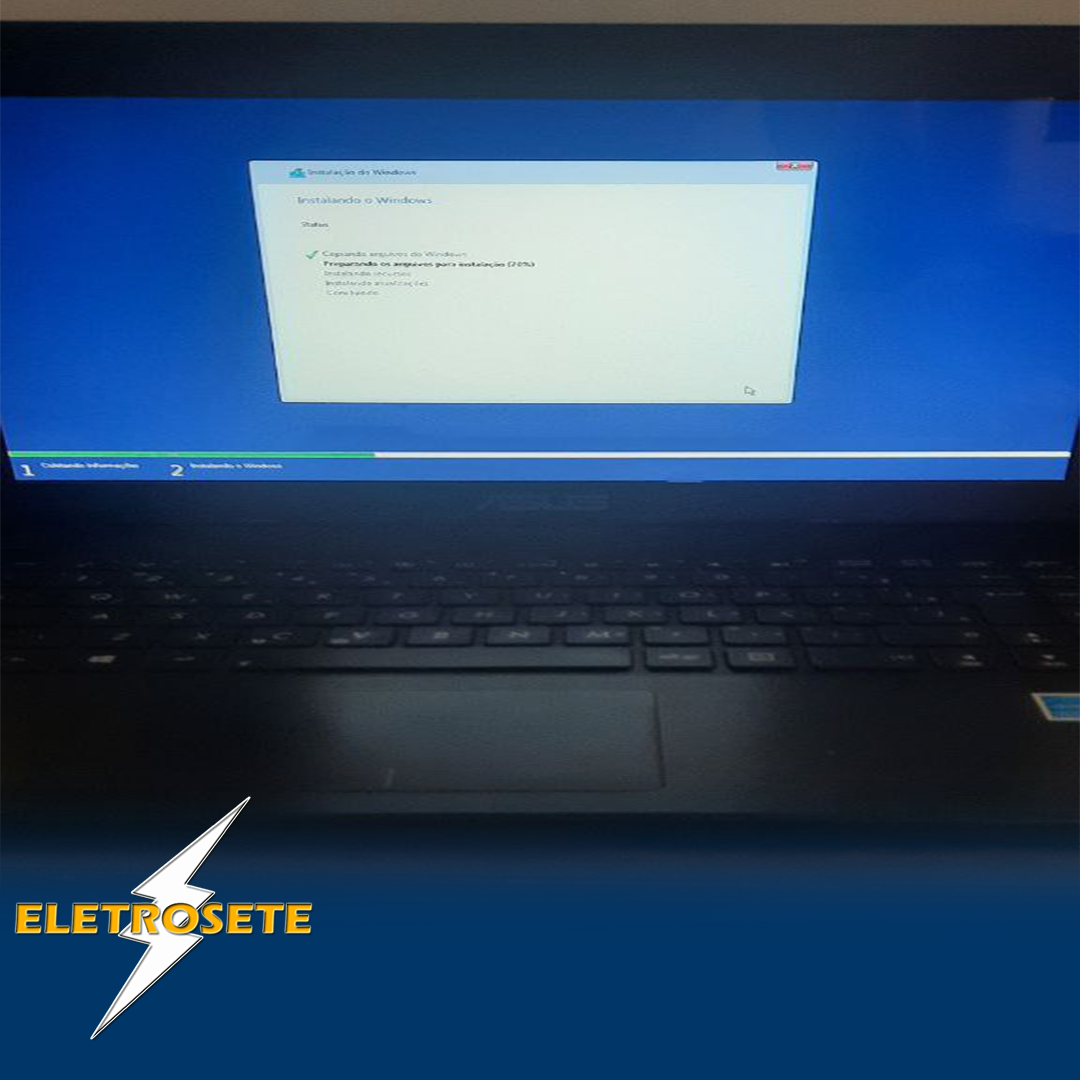 Instalação do Windows
Instalando o Windows
Status
Copiando arquivos do Windows
Preparando os arquivos para instalação (20%)
Instalando recursos
Instalando atualizações
Concluindo
1 Coletando informações 2 Instalando o Windows
ASUS
Q W E R T Y U I O P
A S D F G H J K L
Z X C V B N M
ELETROSETE